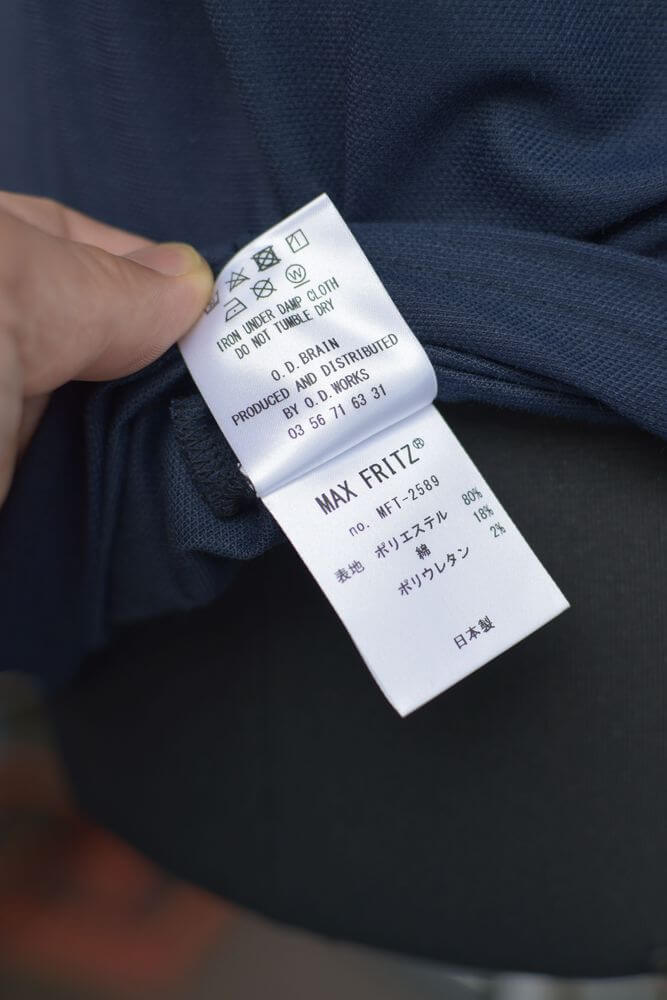 W
IRON UNDER DAMP CLOTH
DO NOT TUMBLE DRY
O.D.BRAIN
PRODUCED AND DISTRIBUTED
BY O.D.WORKS
03 56 71 63 31
MAX FRITZ®
no. MFT-2589
表地 ポリエステル 80%
綿 18%
ポリウレタン 2%
日本製